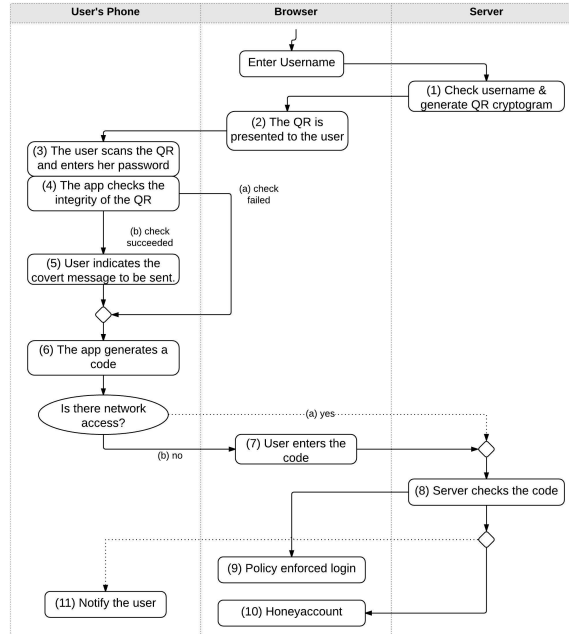 User's Phone
Browser
Server
Enter Username
(1) Check username &
generate QR cryptogram
(2) The QR is
presented to the user
(3) The user scans the QR
and enters her password
(4) The app checks the
integrity of the QR
(a) check
failed
(b) check
succeeded
(5) User indicates the
covert message to be sent.
(6) The app generates a
code
Is there network
access?
(a) yes
(b) no
(7) User enters the
code
(8) Server checks the code
(9) Policy enforced login
(11) Notify the user
(10) Honeyaccount